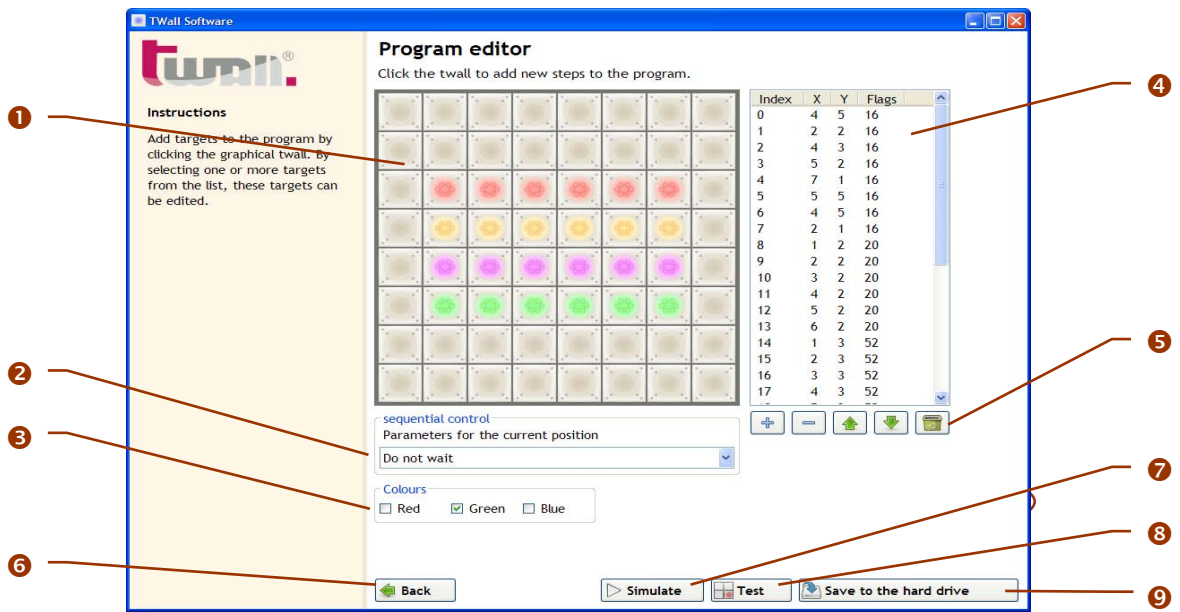 TWall Software
twall.®
Instructions
Add targets to the program by
clicking the graphical twall. By
selecting one or more targets
from the list, these targets can
be edited.
Program editor
Click the twall to add new steps to the program.
Index X Y Flags
0 4 5 16
1 2 2 16
2 4 3 16
3 5 2 16
4 7 1 16
5 5 5 16
6 4 5 16
7 2 1 16
8 1 2 20
9 2 2 20
10 3 2 20
11 4 2 20
12 5 2 20
13 6 2 20
14 1 3 52
15 2 3 52
16 3 3 52
17 4 3 52
sequential control
Parameters for the current position
Do not wait
Colours
Red Green Blue
Back
Simulate
Test
Save to the hard drive
1
2
3
6
4
5
7
8
9